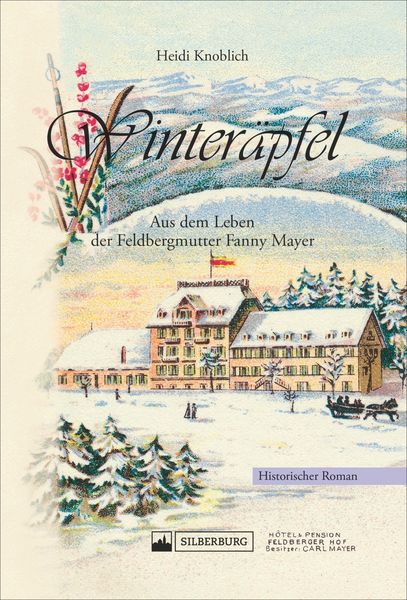 Heidi Knoblich
Winteräpfel
Aus dem Leben
der Feldbergmutter Fanny Mayer
Historischer Roman
SILBERBURG
HÔTEL & PENSION
FELDBERGER HOF
Besitzer: CARL MAYER